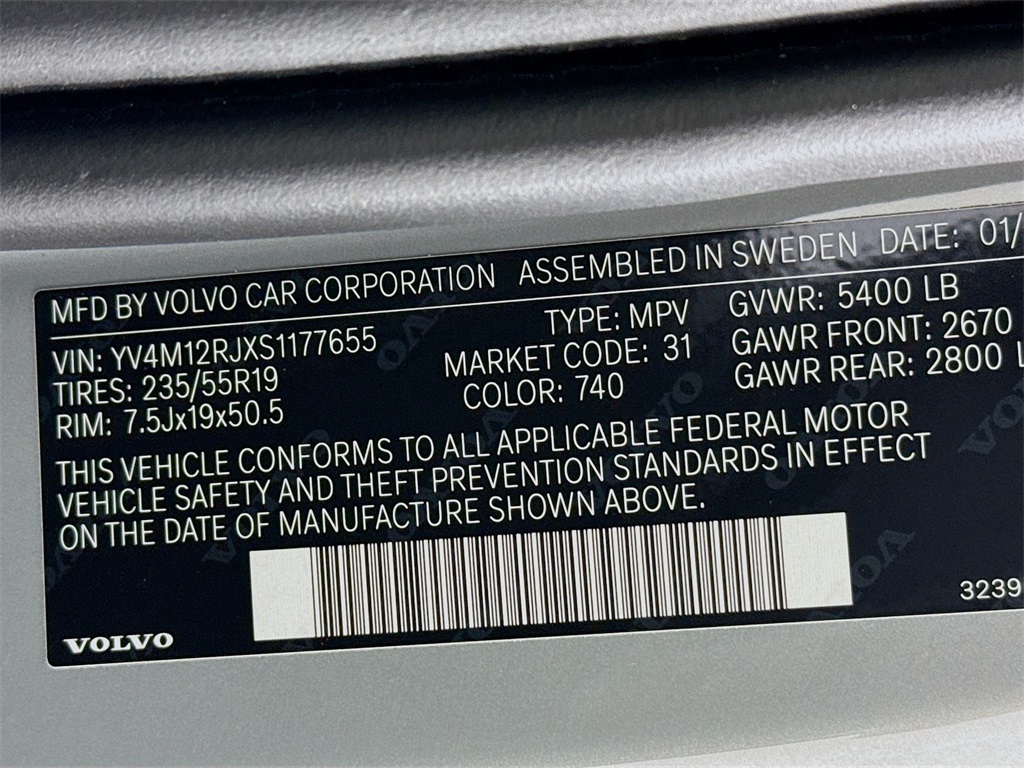 MFD BY VOLVO CAR CORPORATION ASSEMBLED IN SWEDEN DATE: 01/
VIN: YV4M12RJXS1177655 TYPE: MPV GVWR: 5400 LB
TIRES: 235/55R19 MARKET CODE: 31 GAWR FRONT: 2670
RIM: 7.5Jx19x50.5 COLOR: 740 GAWR REAR: 2800 L
THIS VEHICLE CONFORMS TO ALL APPLICABLE FEDERAL MOTOR
VEHICLE SAFETY AND THEFT PREVENTION STANDARDS IN EFFECT
ON THE DATE OF MANUFACTURE SHOWN ABOVE.
3239
VOLVO